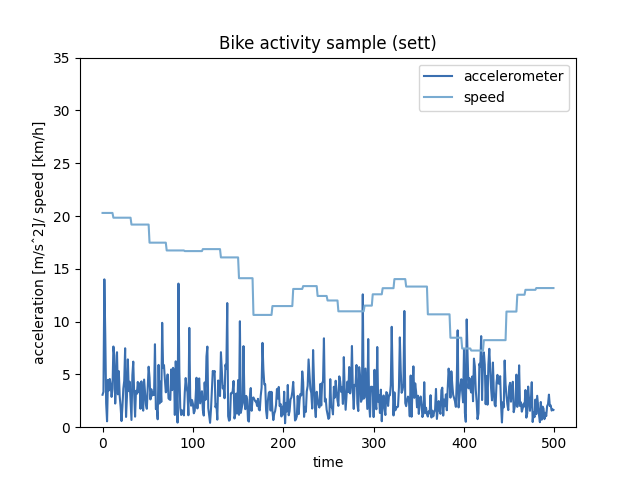 Bike activity sample (sett)
accelerometer
speed
acceleration [m/s^2]/ speed [km/h]
35
30
25
20
15
10
5
0
0 100 200 300 400 500
time